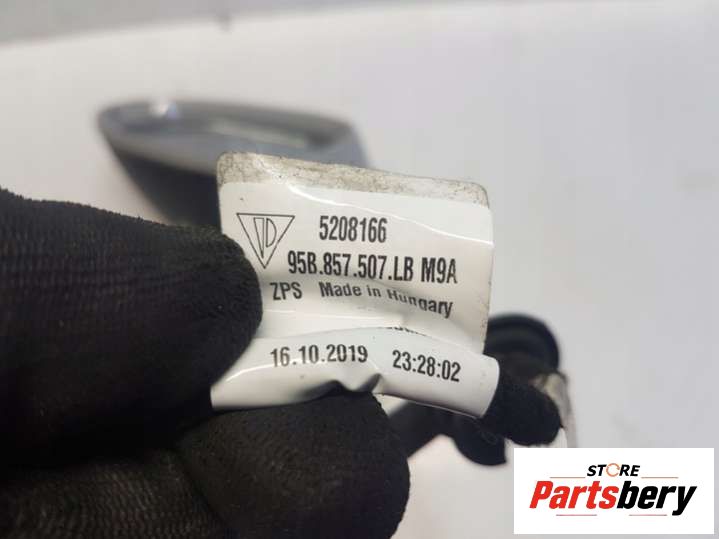 5208166
95B.857.507.LB M9A
ZPS Made in Hungary
16.10.2019 23:28:02
STORE
Partsbery